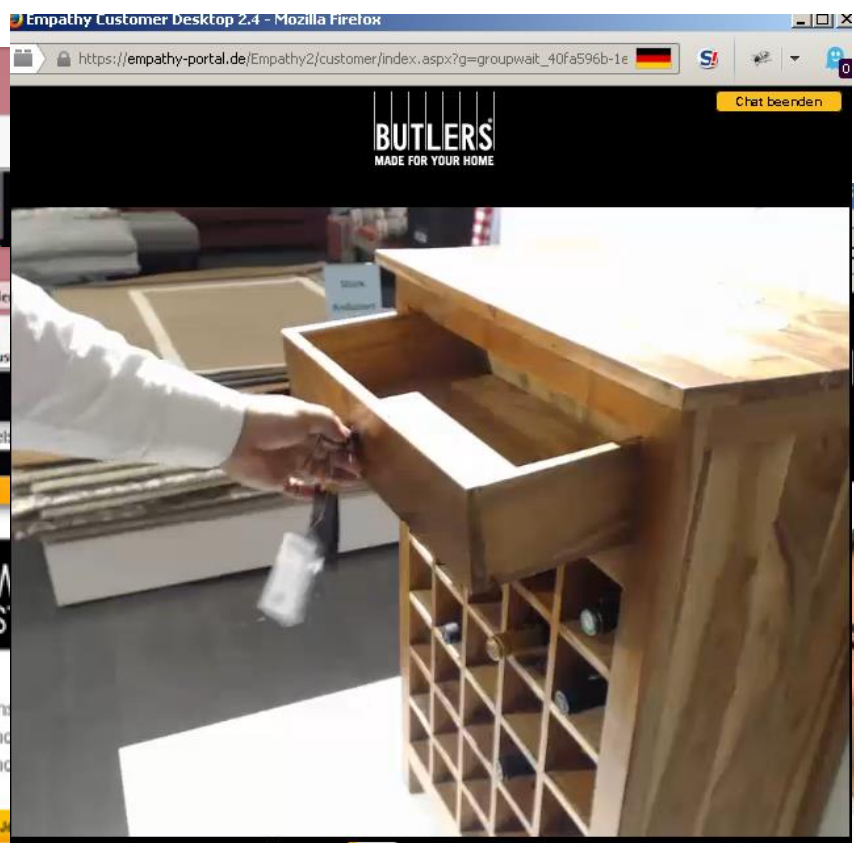 Empathy Customer Desktop 2.4 - Mozilla Firefox
https://empathy-portal.de/Empathy2/customer/index.aspx?g=groupwait_40fa596b-1e
S!
0
Chat beenden
BUTLERS
MADE FOR YOUR HOME